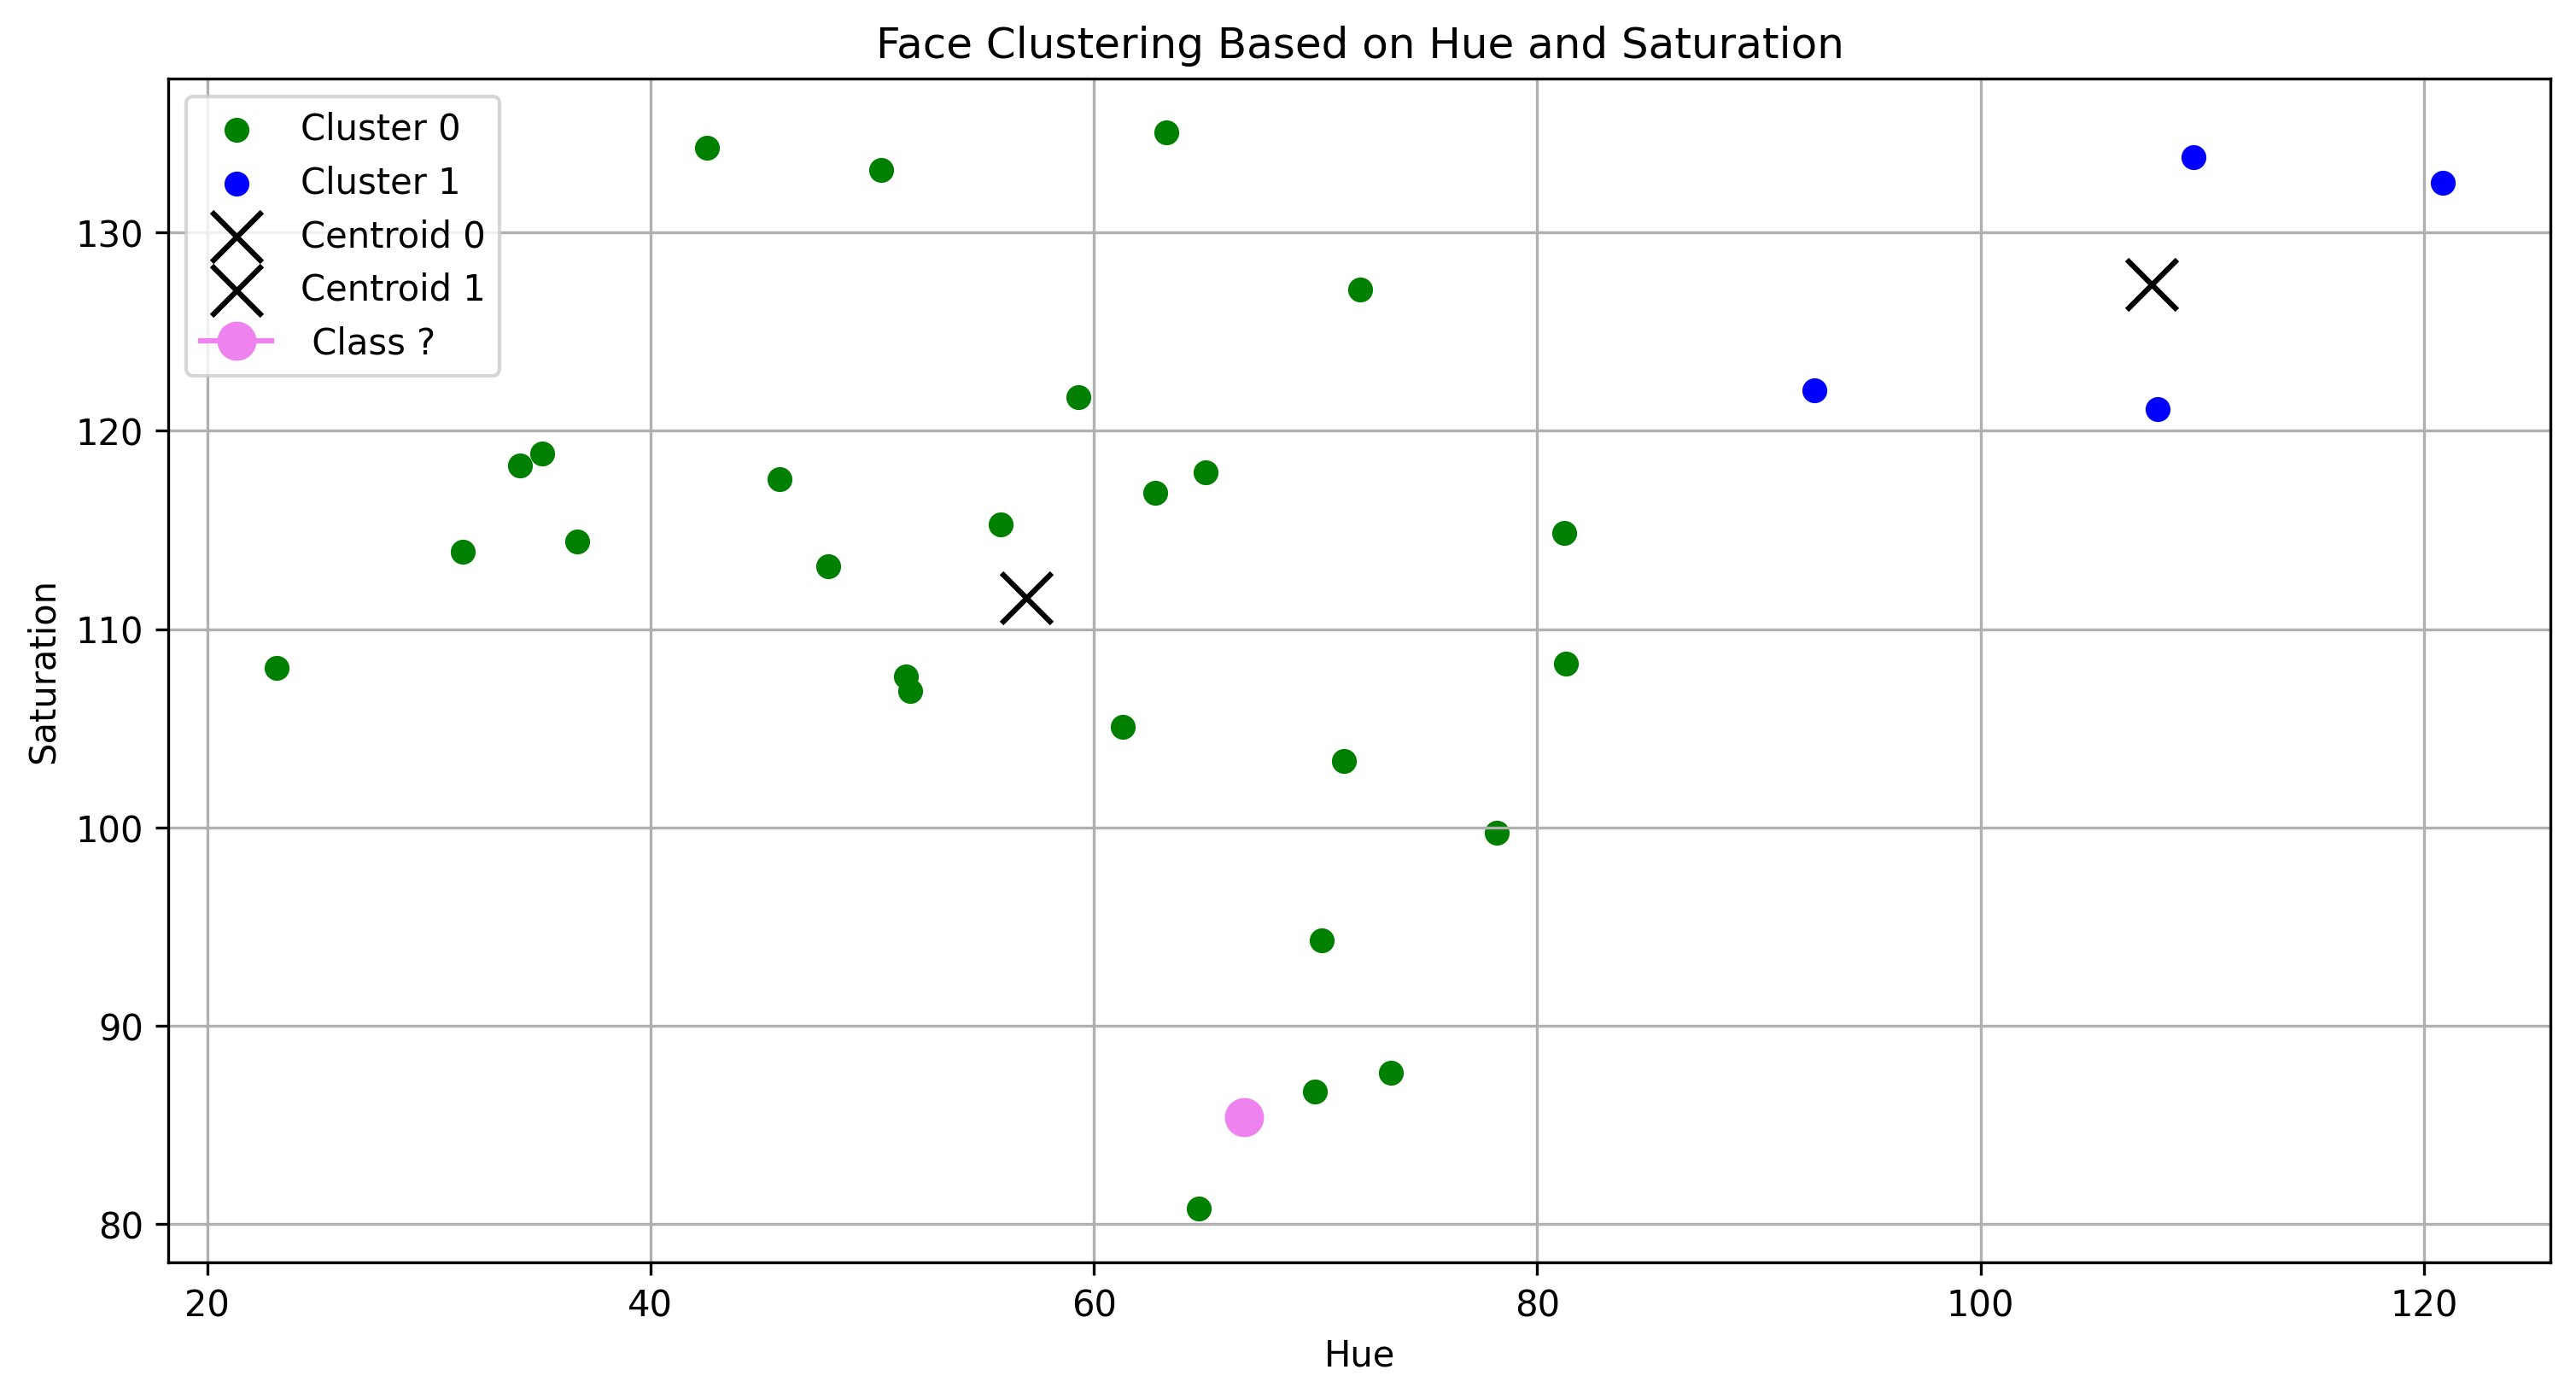 Face Clustering Based on Hue and Saturation
Cluster 0
Cluster 1
Centroid 0
Centroid 1
Class ?
130
120
110
100
90
80
Saturation
20
40
60
80
100
120
Hue